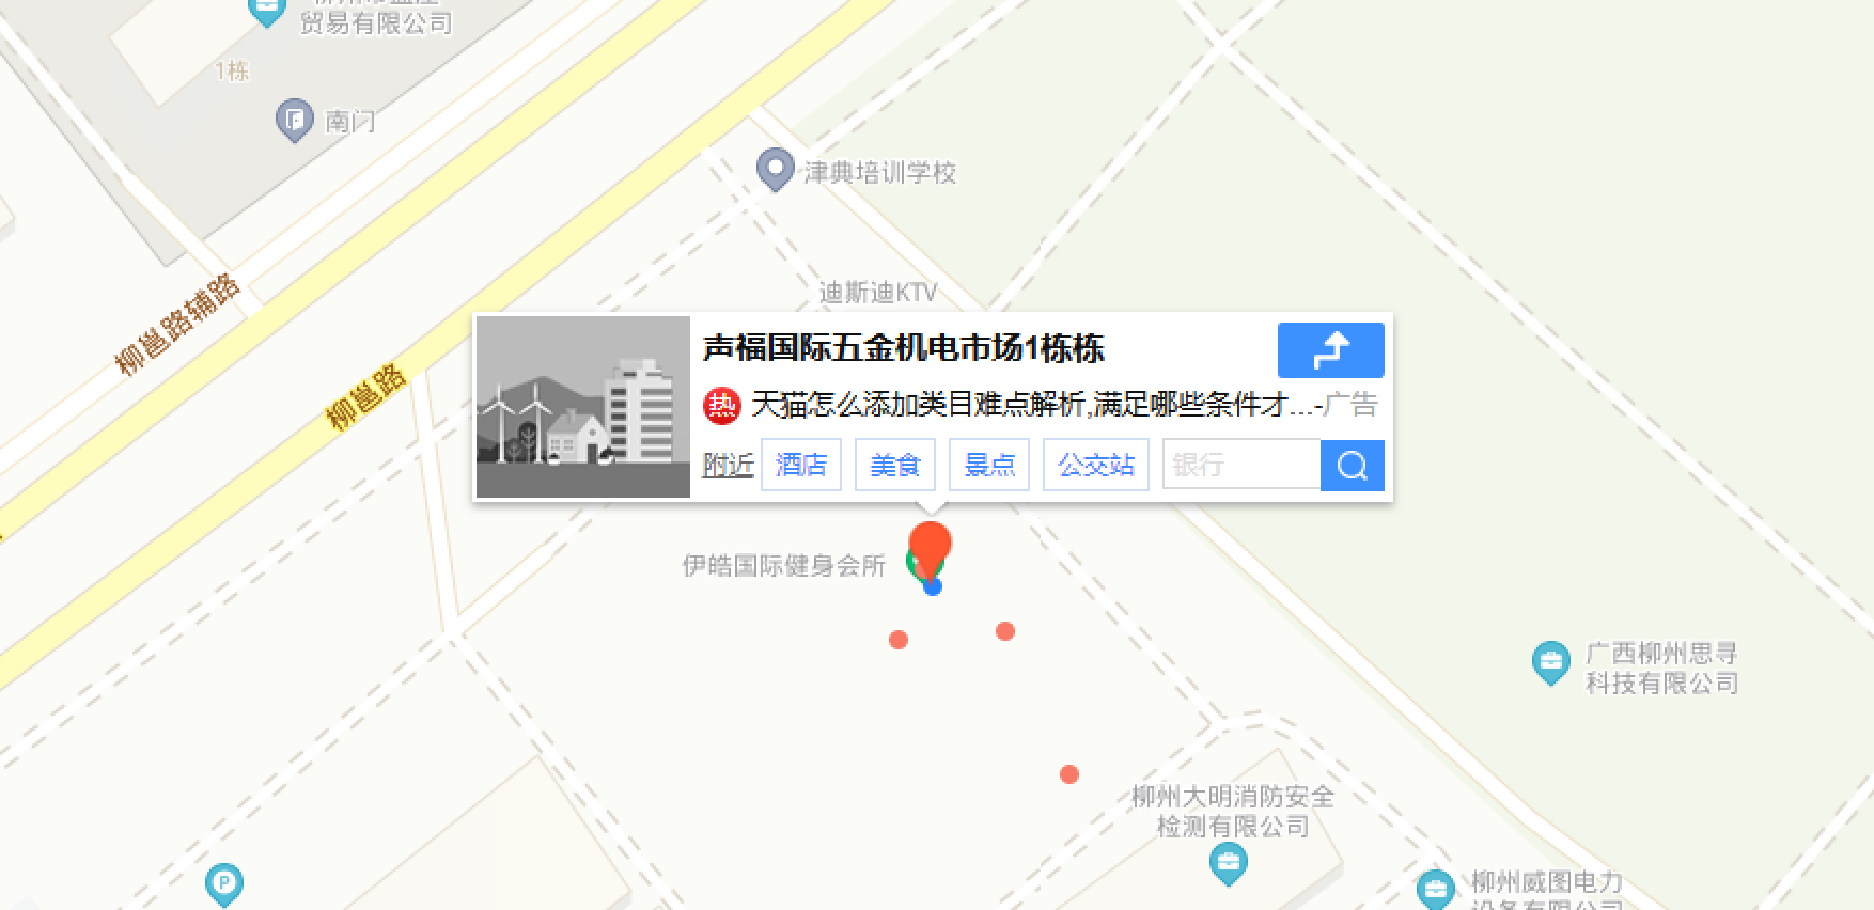 贸易有限公司
1栋
南门
津典培训学校
迪斯迪KTV
柳邕路辅路
柳邕路
声福国际五金机电市场1栋栋
热 天猫怎么添加类目难点解析,满足哪些条件才...-广告
附近 酒店 美食 景点 公交站 银行
伊皓国际健身会所
广西柳州思寻
科技有限公司
柳州大明消防安全
检测有限公司
P
柳州威图电力
设备有限公司